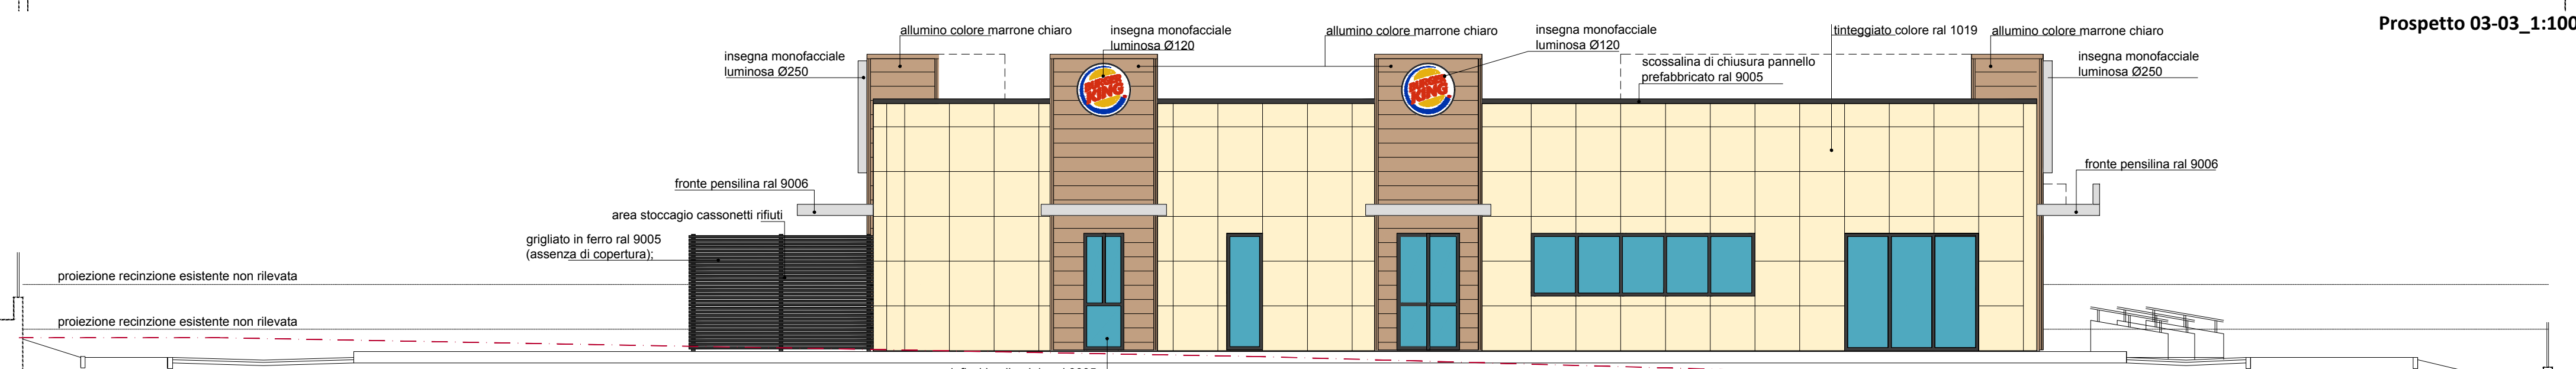 Prospetto 03-03_1:100
allumino colore marrone chiaro
insegna monofacciale
luminosa Ø120
allumino colore marrone chiaro
insegna monofacciale
luminosa Ø120
tinteggiato colore ral 1019
allumino colore marrone chiaro
insegna monofacciale
luminosa Ø250
scossalina di chiusura pannello
prefabbricato ral 9005
insegna monofacciale
luminosa Ø250
BURGER
KING
BURGER
KING
fronte pensilina ral 9006
fronte pensilina ral 9006
area stoccagio cassonetti rifiuti
grigliato in ferro ral 9005
(assenza di copertura);
proiezione recinzione esistente non rilevata
proiezione recinzione esistente non rilevata